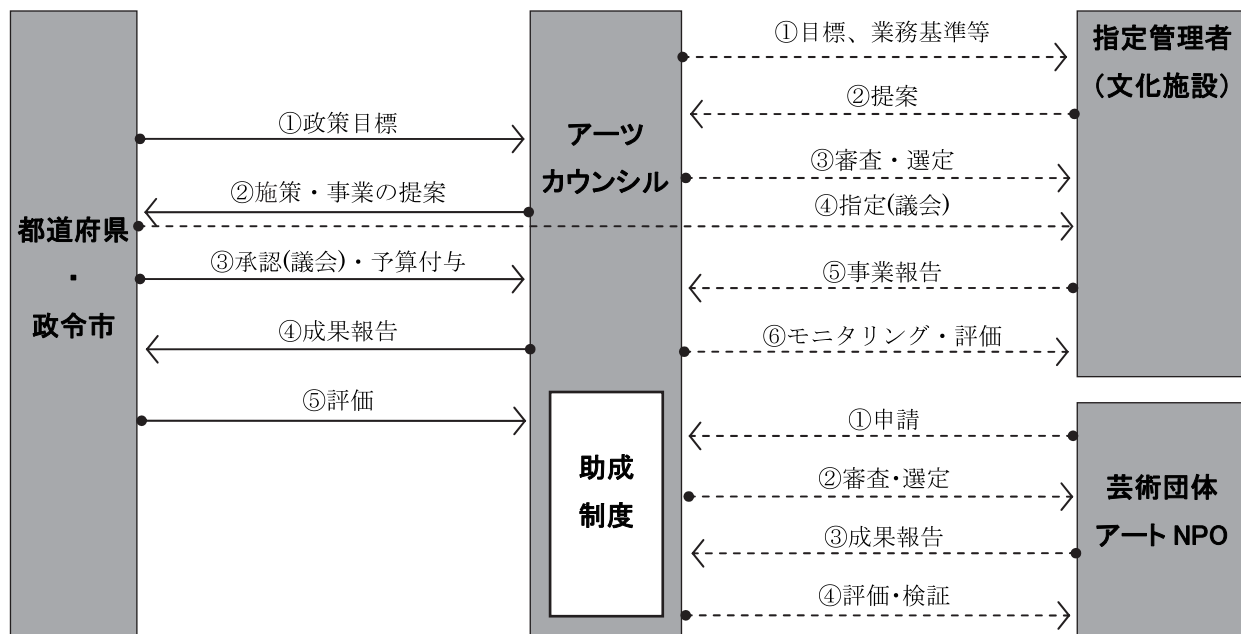 都道府県
・
政令市
①政策目標
②施策・事業の提案
③承認(議会)・予算付与
④成果報告
⑤評価
アーツ
カウンシル
助成
制度
①目標、業務基準等
②提案
③審査・選定
④指定(議会)
⑤事業報告
⑥モニタリング・評価
指定管理者
（文化施設）
①申請
②審査・選定
③成果報告
④評価・検証
芸術団体
アート NPO